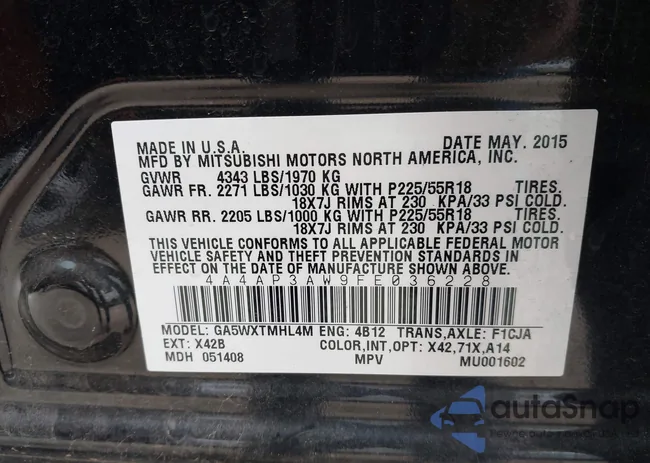 MADE IN U.S.A. DATE MAY. 2015
MFD BY MITSUBISHI MOTORS NORTH AMERICA, INC.
GVWR 4343 LBS/1970 KG
GAWR FR. 2271 LBS/1030 KG WITH P225/55R18 TIRES.
18X7J RIMS AT 230 KPA/33 PSI COLD.
GAWR RR. 2205 LBS/1000 KG WITH P225/55R18 TIRES.
18X7J RIMS AT 230 KPA/33 PSI COLD.
THIS VEHICLE CONFORMS TO ALL APPLICABLE FEDERAL MOTOR
VEHICLE SAFETY AND THEFT PREVENTION STANDARDS IN
EFFECT ON THE DATE OF MANUFACTURE SHOWN ABOVE.
4A4AP3AW9FE036228
MODEL: GA5WXTMHL4M ENG: 4B12 TRANS,AXLE: F1CJA
EXT: X42B COLOR,INT,OPT: X42,71X,A14
MDH 051408 MPV MU001602
autoSnap